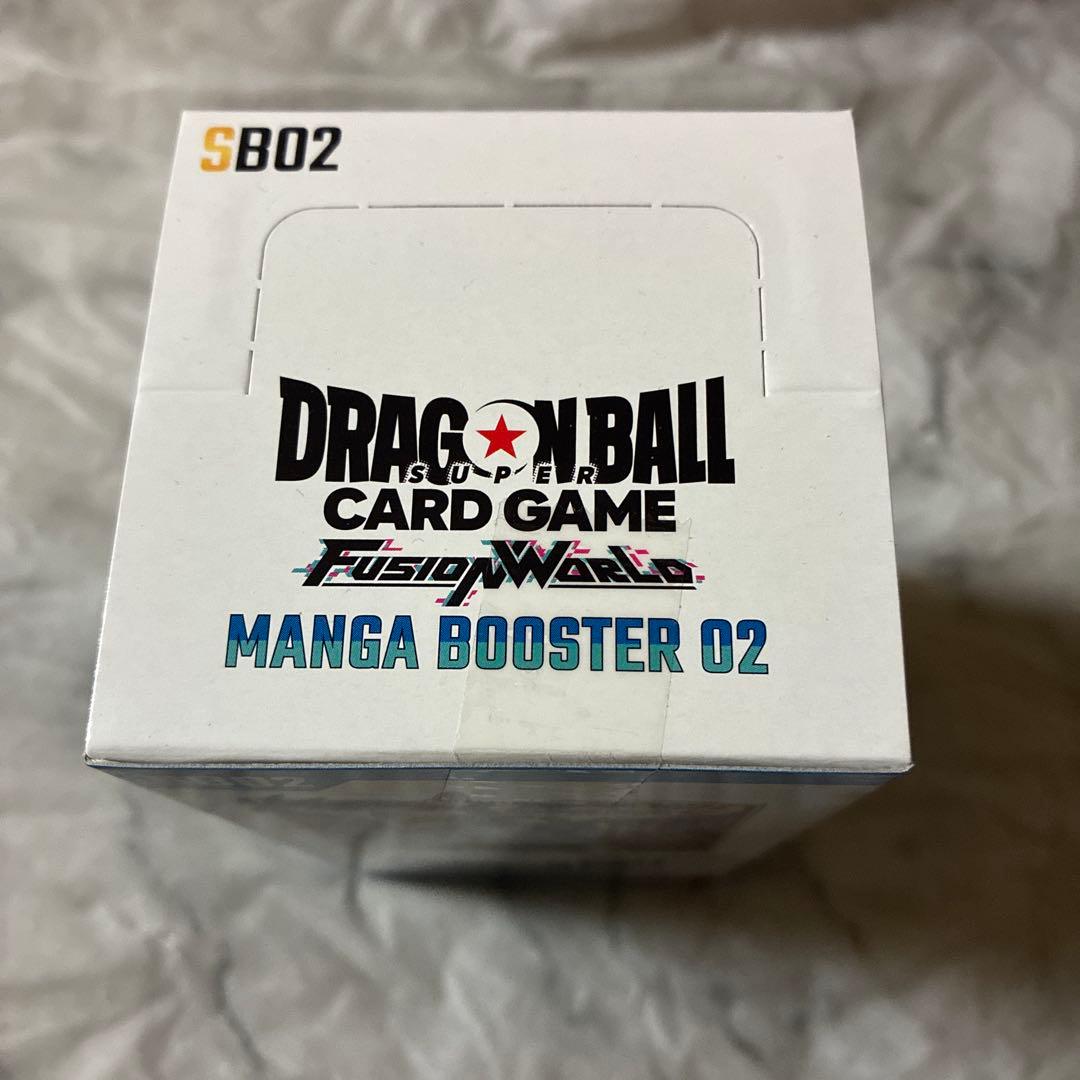 SB02
DRAGON BALL
SUPER
CARD GAME
FUSION WORLD
MANGA BOOSTER 02